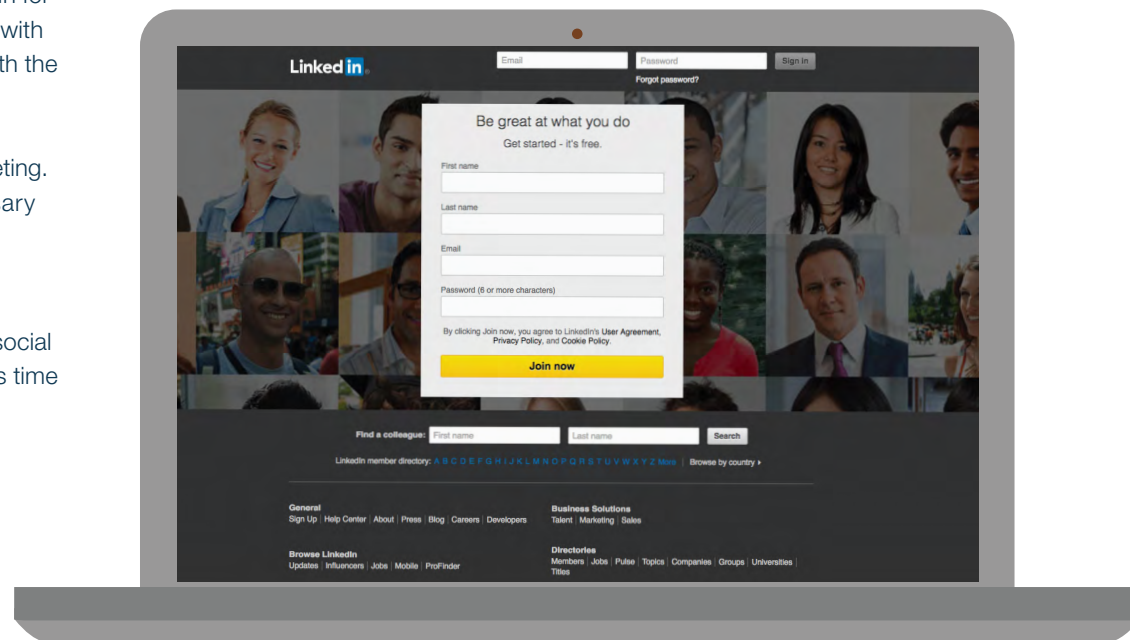 with
th the
eting.
sary
social
s time
Linked in
Email
Password
Sign In
Forgot password?
Be great at what you do
Get started - it's free.
First name
Last name
Email
Password (6 or more characters)
By clicking Join now, you agree to LinkedIn's User Agreement,
Privacy Policy, and Cookie Policy.
Join now
Find a colleague: First name Last name Search
LinkedIn member directory: A B C D E F G H I J K L M N O P Q R S T U V W X Y Z More | Browse by country ›
General
Sign Up | Help Center | About | Press | Blog | Careers | Developers
Business Solutions
Talent | Marketing | Sales
Browse LinkedIn
Updates | Influencers | Jobs | Mobile | ProFinder
Directories
Members | Jobs | Pulse | Topics | Companies | Groups | Universities |
Titles